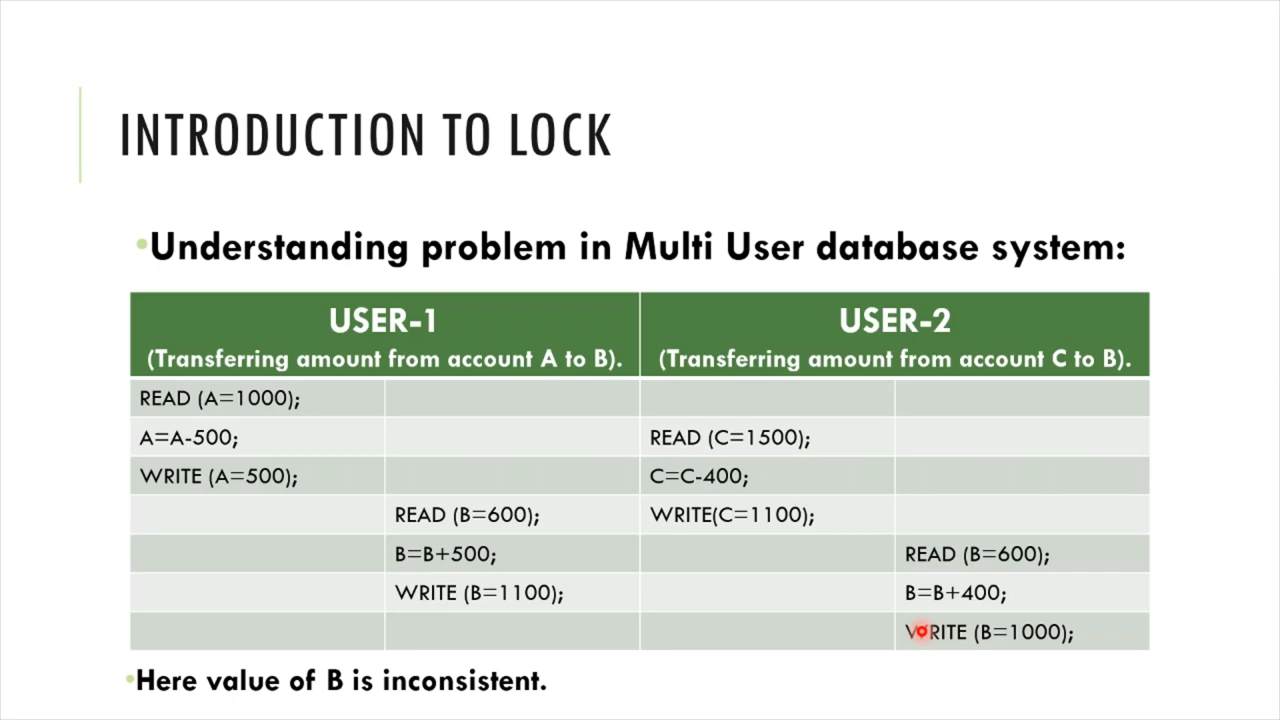 INTRODUCTION TO LOCK
•Understanding problem in Multi User database system:
USER-1 USER-2
(Transferring amount from account A to B). (Transferring amount from account C to B).
READ (A=1000);
A=A-500; READ (C=1500);
WRITE (A=500); C=C-400;
READ (B=600); WRITE(C=1100);
B=B+500; READ (B=600);
WRITE (B=1100); B=B+400;
WRITE (B=1000);
•Here value of B is inconsistent.